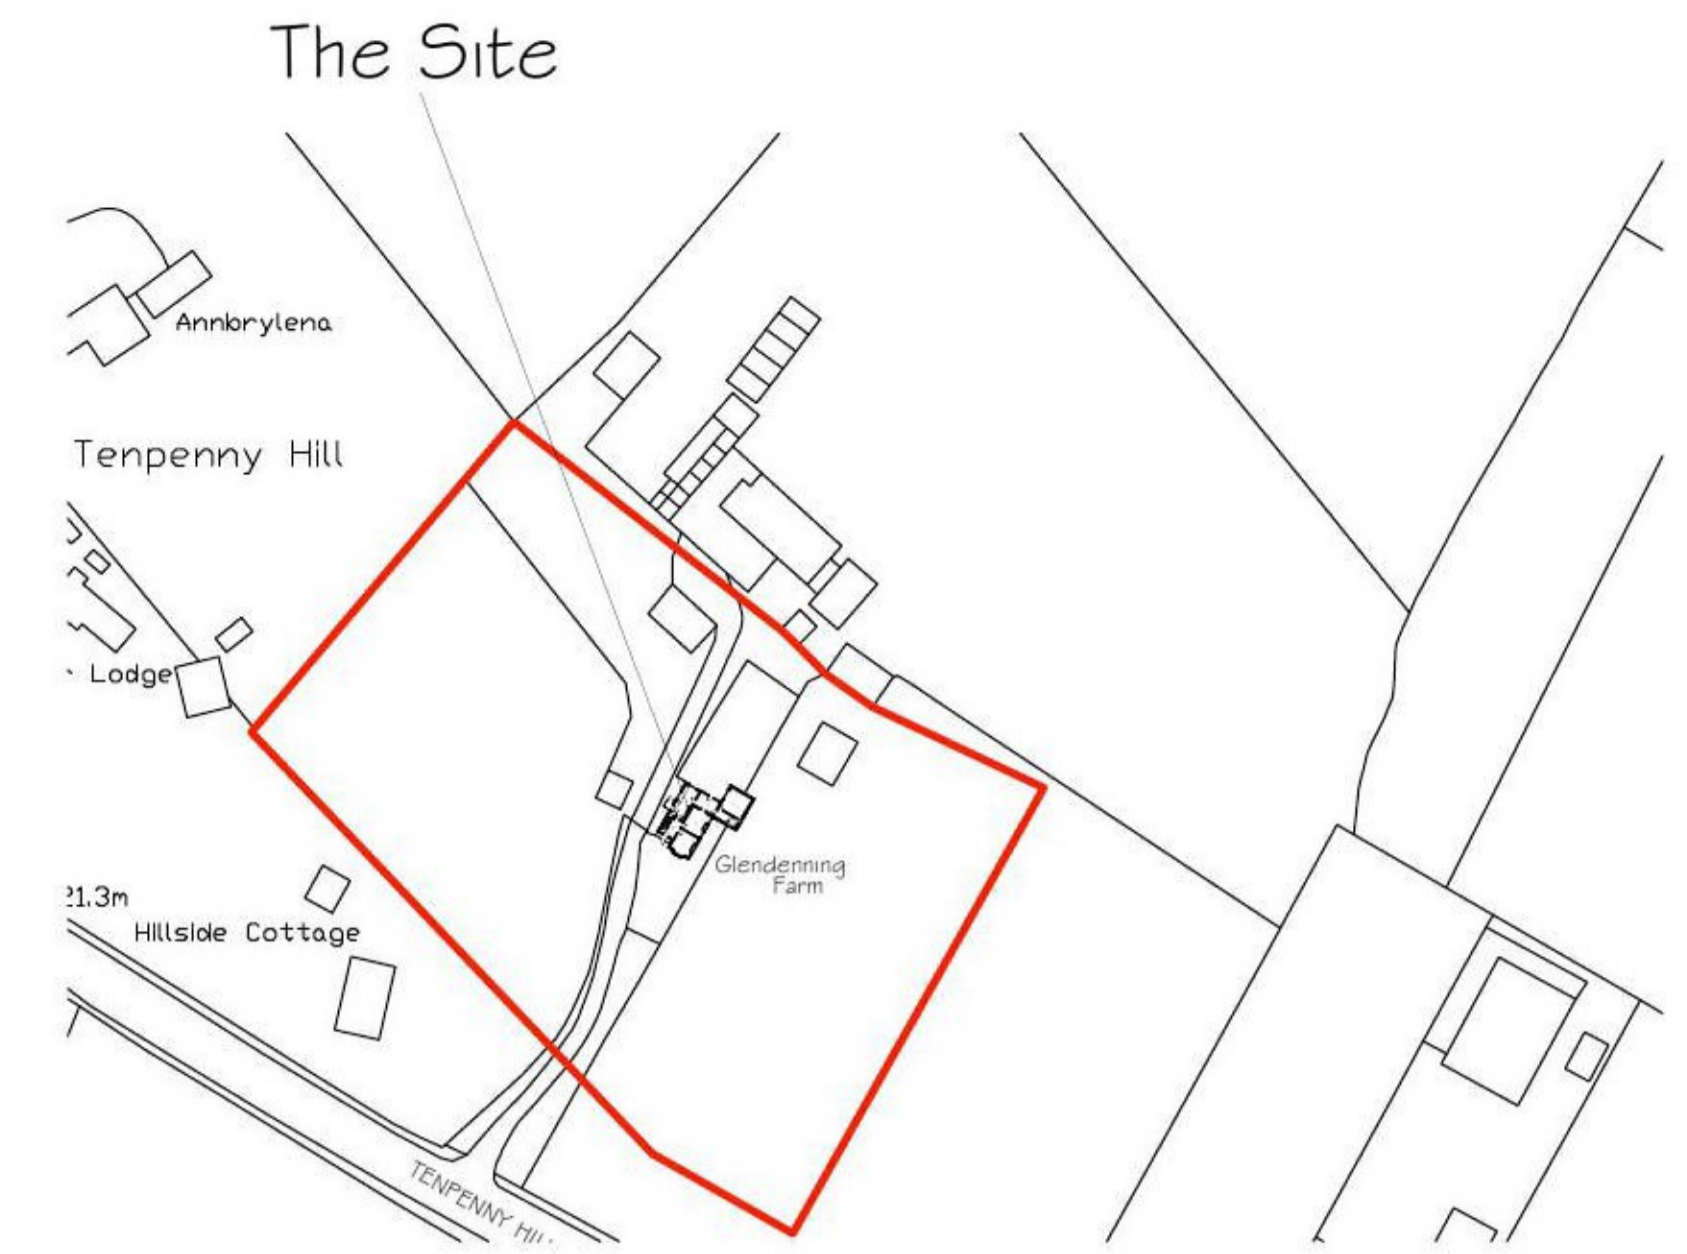 The Site
Annbrylena
Tenpenny Hill
Lodge
Glendenning
Farm
21.3m
Hillside Cottage
TENPENNY HILL